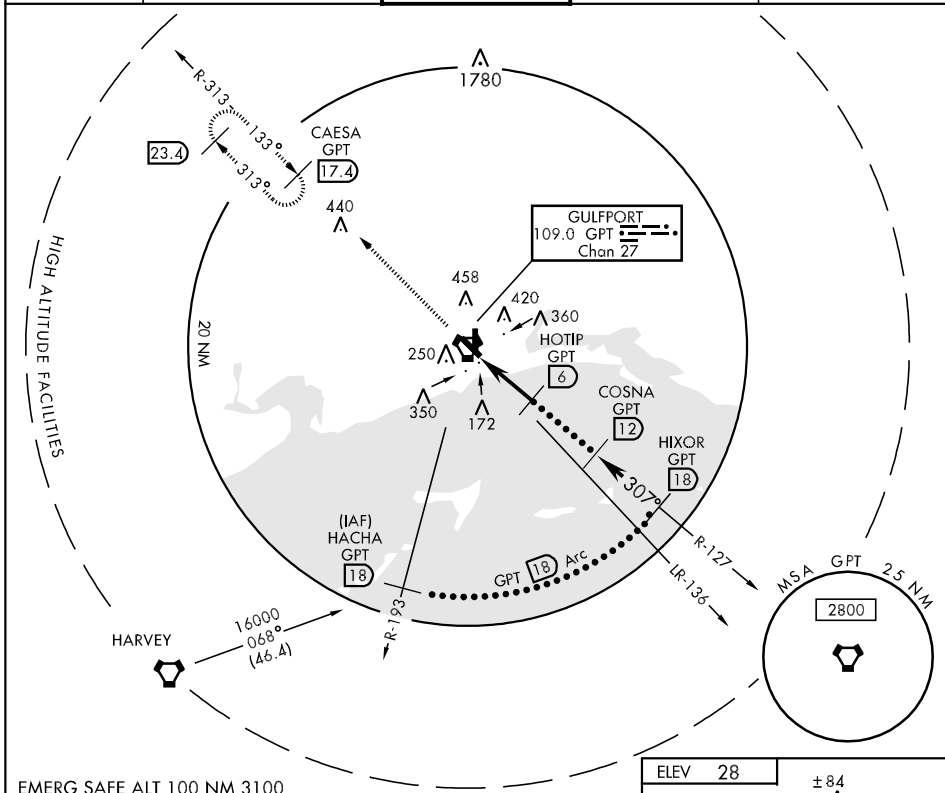 1780
R-313
133°
313°
23.4
CAESA
GPT
17.4
440
GULFPORT
109.0 GPT
Chan 27
458
420
360
HOTIP
GPT
6
250
350
172
COSNA
GPT
12
HIXOR
GPT
18
307°
R-127
LR-136
20 NM
HIGH ALTITUDE FACILITIES
(IAF)
HACHA
GPT
18
GPT 18 Arc
R-193
HARVEY
16000
068°
(46.4)
MSA GPT 25 NM
2800
EMERG SAFE ALT 100 NM 3100
ELEV 28
±84